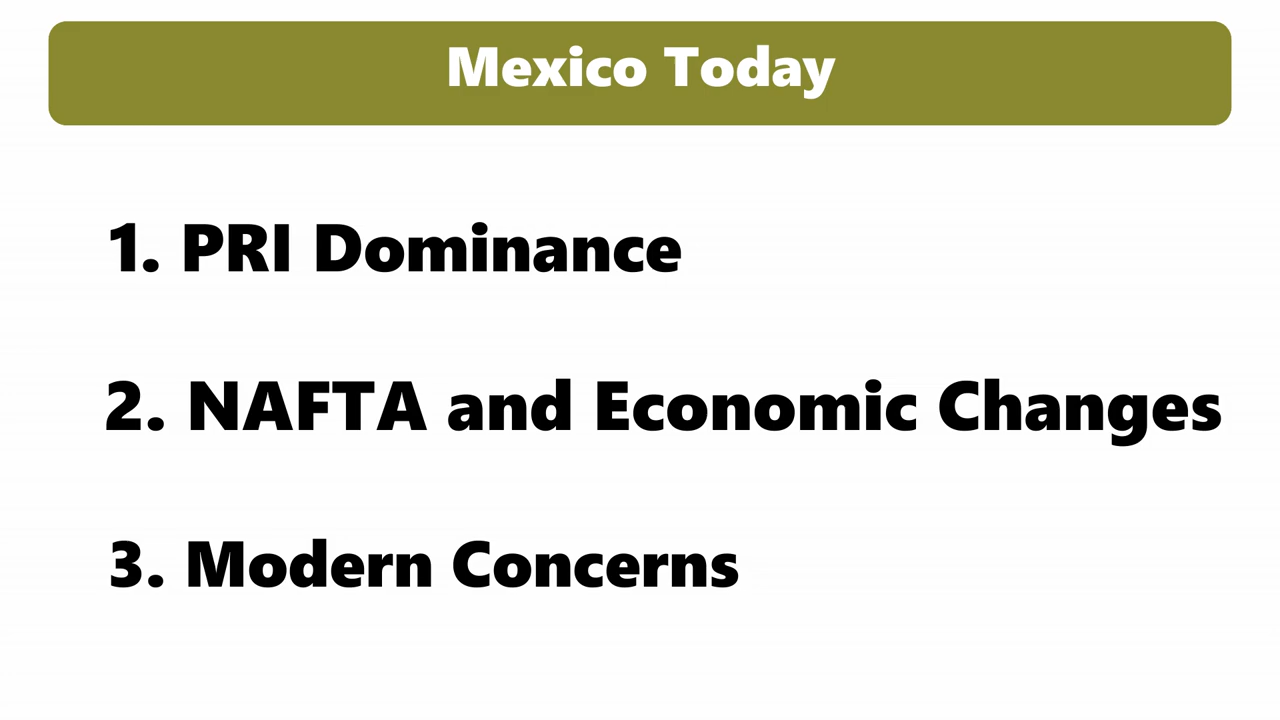 Mexico Today
1. PRI Dominance
2. NAFTA and Economic Changes
3. Modern Concerns